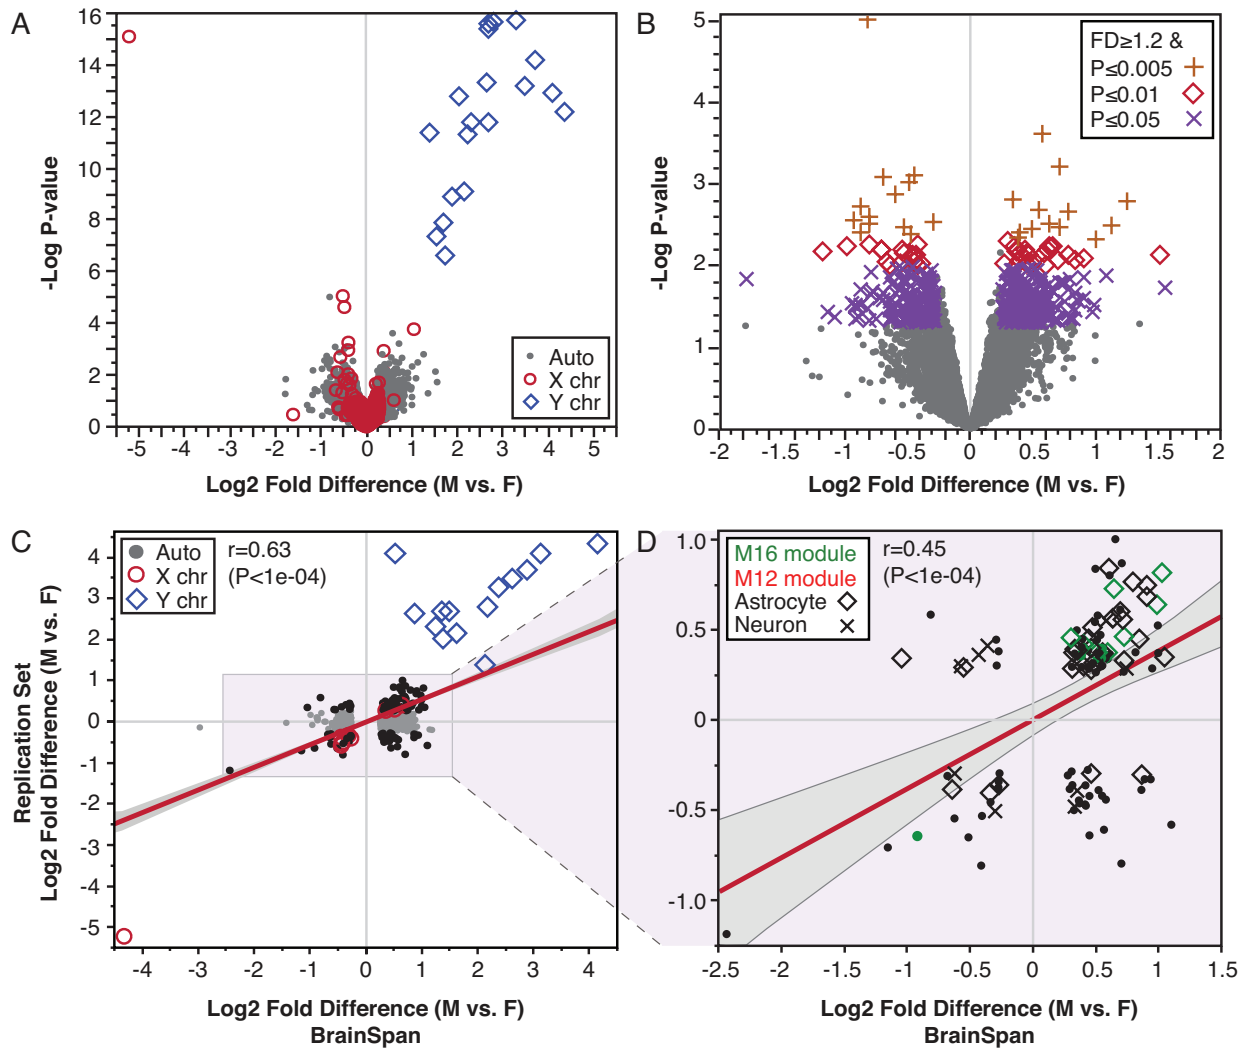 A
16
14
12
10
8
6
4
2
0
-Log P-value
Auto
X chr
Y chr
-5
-4
-3
-2
-1
0
1
2
3
4
5
Log2 Fold Difference (M vs. F)
B
5
4
3
2
1
0
-Log P-value
FD≥1.2 &
P≤0.005
P≤0.01
P≤0.05
-2
-1.5
-1
-0.5
0
0.5
1
1.5
2
Log2 Fold Difference (M vs. F)
C
Auto
X chr
Y chr
r=0.63
(P<1e-04)
4
3
2
1
0
-1
-2
-3
-4
-5
Replication Set
Log2 Fold Difference (M vs. F)
-4
-3
-2
-1
0
1
2
3
4
Log2 Fold Difference (M vs. F)
BrainSpan
D
M16 module
M12 module
Astrocyte
Neuron
r=0.45
(P<1e-04)
1.0
0.5
0
-0.5
-1.0
-2.5
-2
-1.5
-1
-0.5
0
0.5
1
1.5
Log2 Fold Difference (M vs. F)
BrainSpan